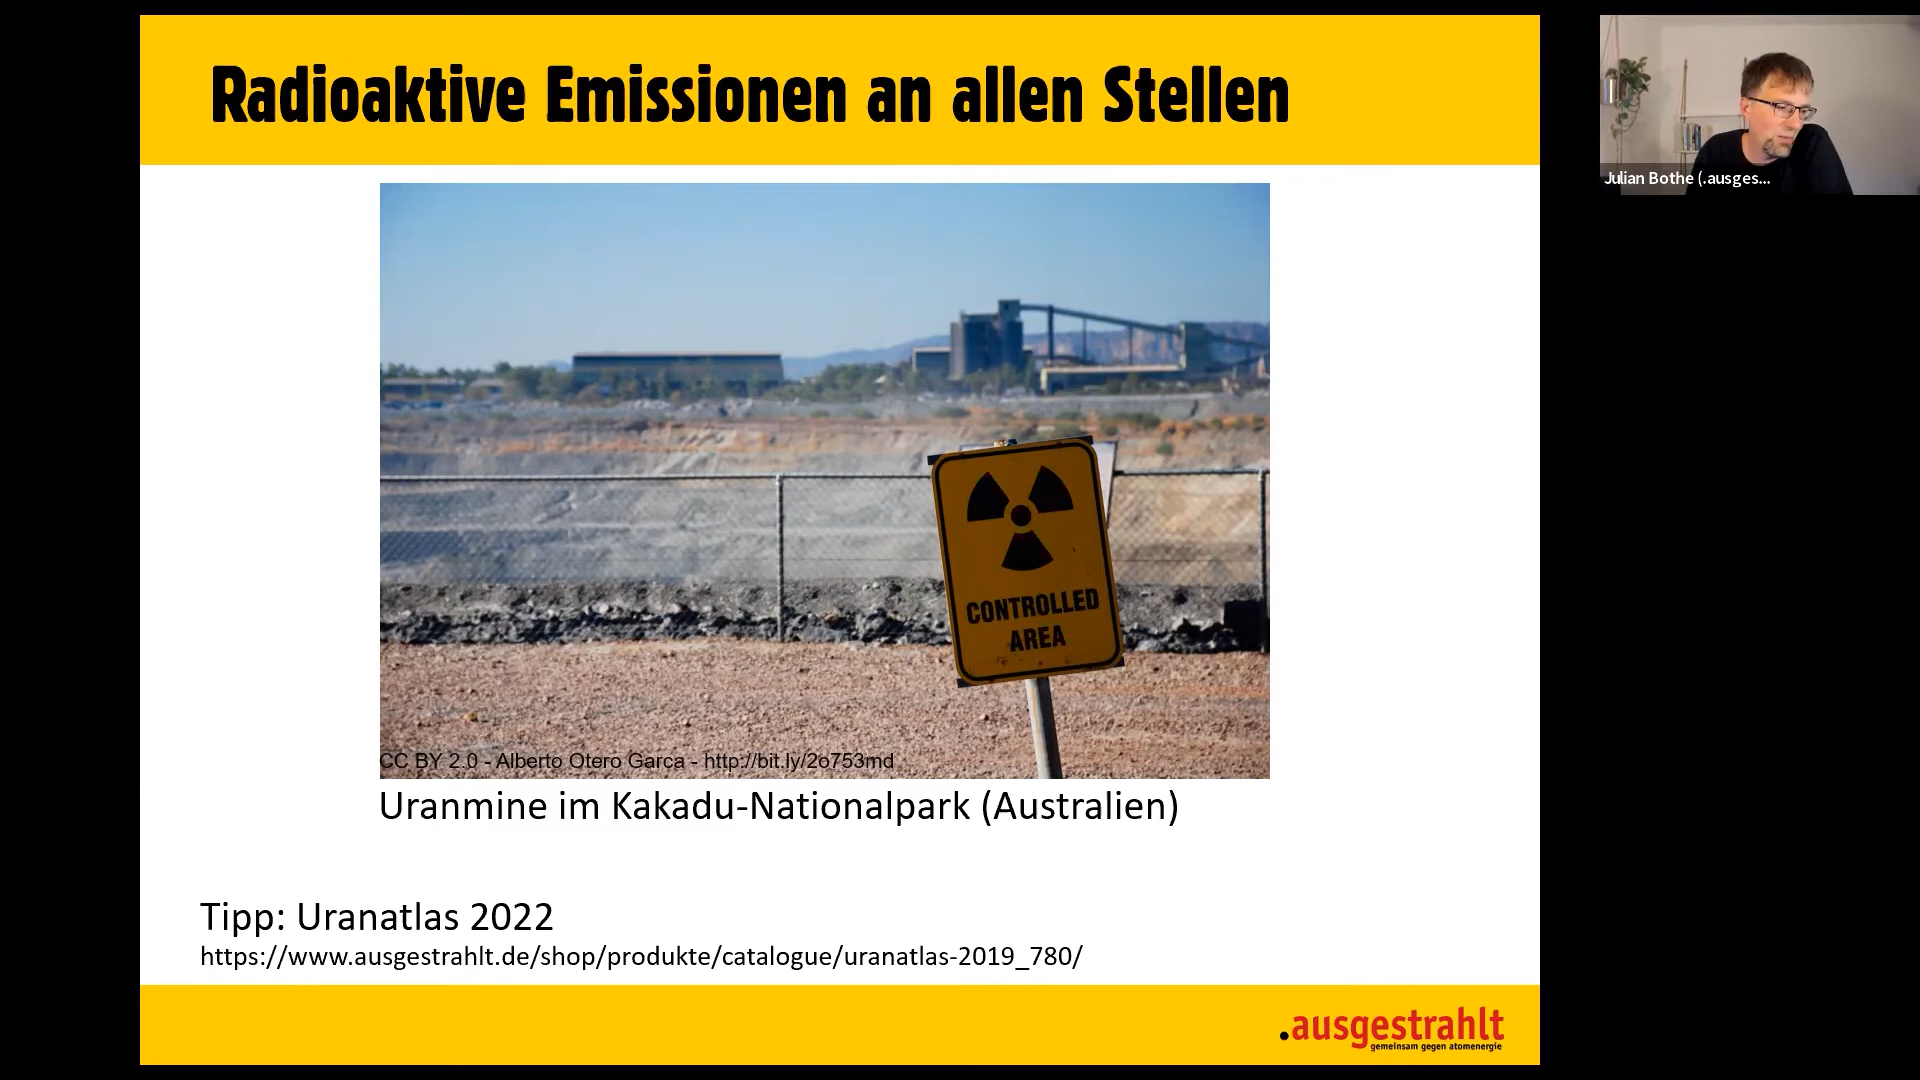 Radioaktive Emissionen an allen Stellen
Julian Bothe (.ausges...
CONTROLLED
AREA
CC BY 2.0 - Alberto Otero Garca - http://bit.ly/2o753md
Uranmine im Kakadu-Nationalpark (Australien)
Tipp: Uranatlas 2022
https://www.ausgestrahlt.de/shop/produkte/catalogue/uranatlas-2019_780/
.ausgestrahlt
gemeinsam gegen atomenergie